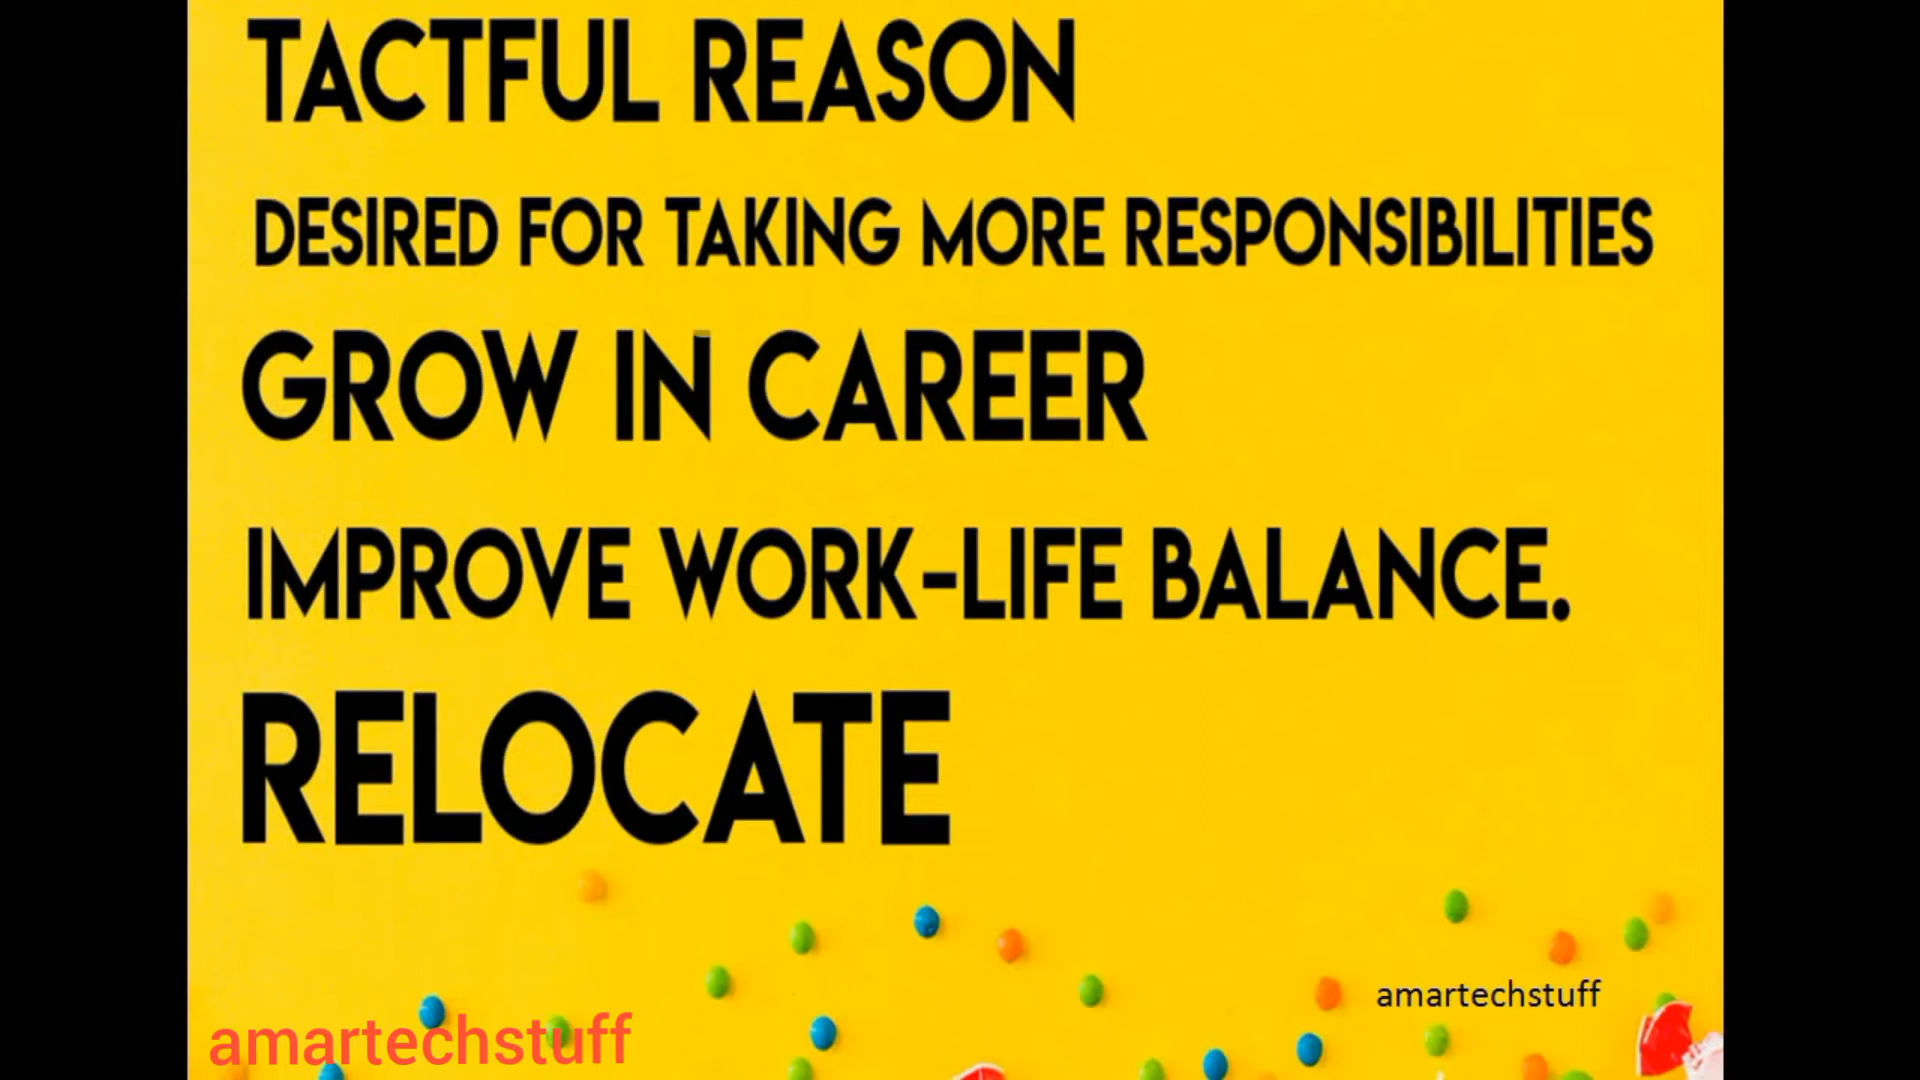 TACTFUL REASON
DESIRED FOR TAKING MORE RESPONSIBILITIES
GROW IN CAREER
IMPROVE WORK-LIFE BALANCE.
RELOCATE
amartechstuff
amartechstuff